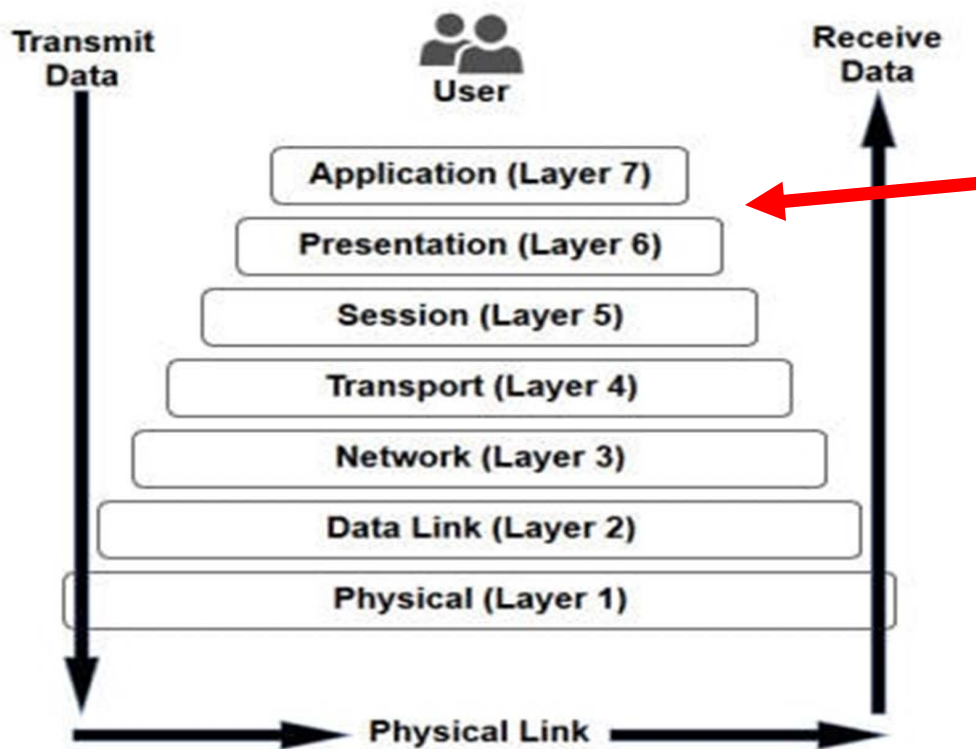 Transmit
Data
User
Receive
Data
Application (Layer 7)
Presentation (Layer 6)
Session (Layer 5)
Transport (Layer 4)
Network (Layer 3)
Data Link (Layer 2)
Physical (Layer 1)
Physical Link